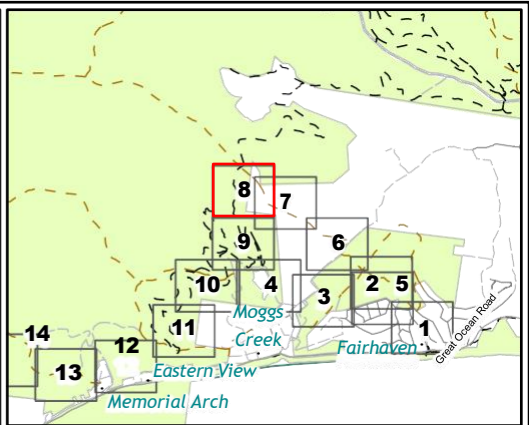 8
7
9
6
10
4
2
5
3
Moggs
Creek
11
1
14
12
Fairhaven
Great Ocean Road
13
Eastern View
Memorial Arch